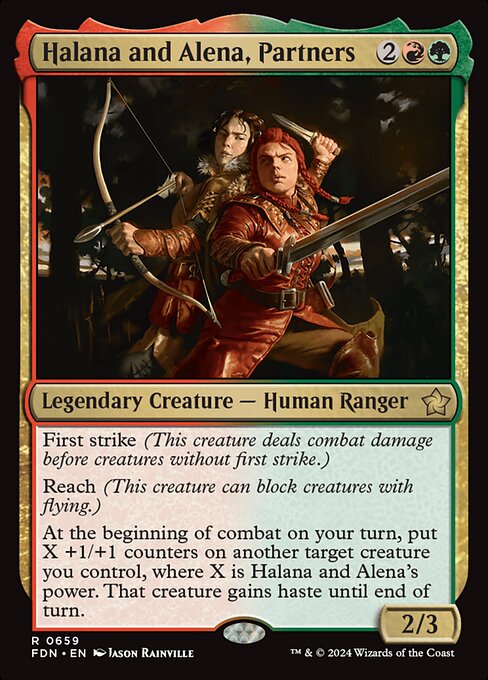 Halana and Alena, Partners 2
Legendary Creature — Human Ranger
First strike (This creature deals combat damage
before creatures without first strike.)
Reach (This creature can block creatures with
flying.)
At the beginning of combat on your turn, put
X +1/+1 counters on another target creature
you control, where X is Halana and Alena's
power. That creature gains haste until end of
turn.
2/3
R 0659
FDN • EN Jason Rainville
™ & © 2024 Wizards of the Coast